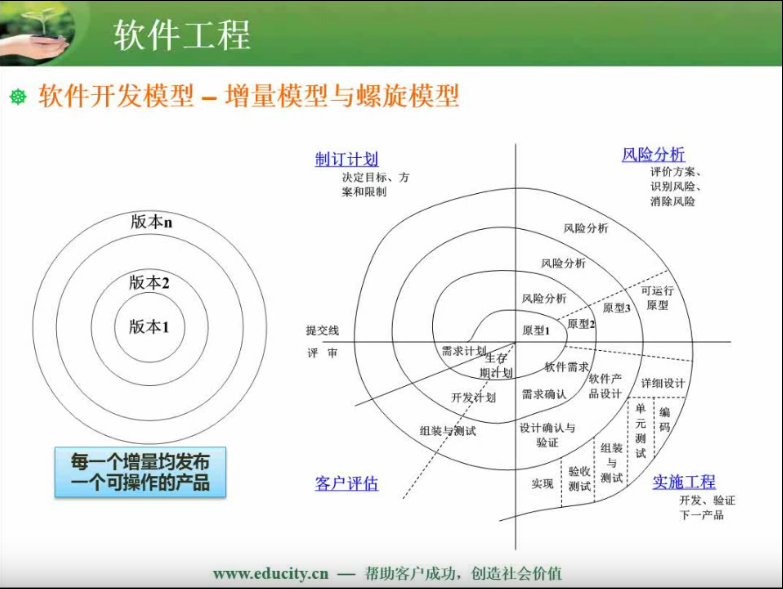 软件工程
软件开发模型 – 增量模型与螺旋模型
版本n
版本2
版本1
每一个增量均发布
一个可操作的产品
制订计划
决定目标、方
案和限制
风险分析
评价方案、
识别风险、
消除风险
风险分析
风险分析
风险分析
可运行
原型
原型3
原型2
原型1
提交线
评 审
需求计划
生存
期计划
开发计划
组装与测试
软件需求
需求确认
软件产
品设计
设计确认与
验证
详细设计
单
元
测
试
编
码
组装
与
测试
验收
测试
实现
客户评估
实施工程
开发、验证
下一产品
www.educity.cn — 帮助客户成功，创造社会价值